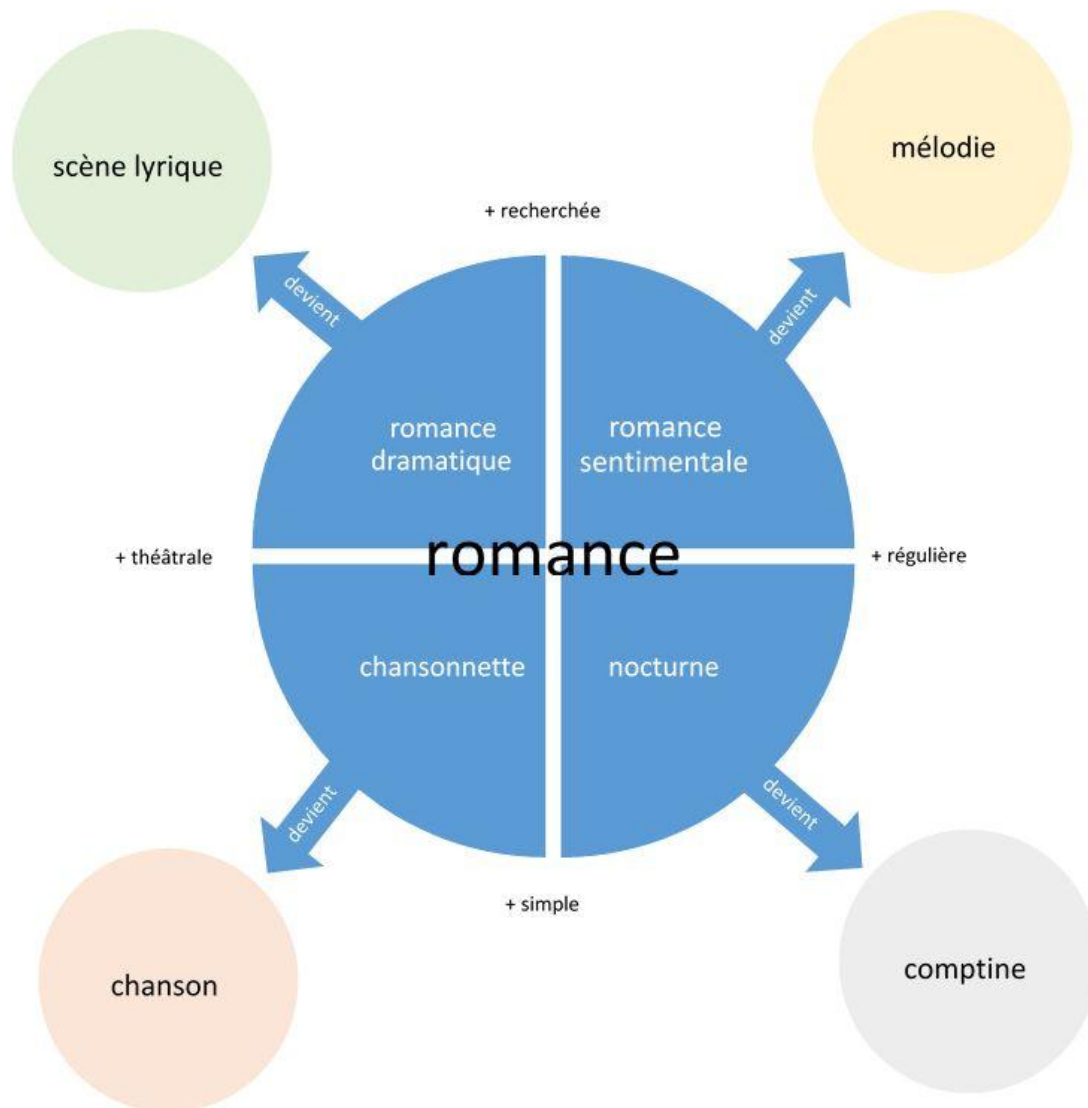 scène lyrique
mélodie
+ recherchée
devient
devient
romance
dramatique
romance
sentimentale
+ théâtrale
romance
+ régulière
chansonnette
nocturne
devient
devient
+ simple
chanson
comptine